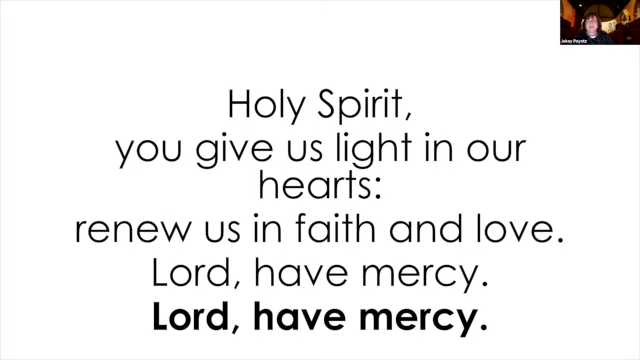 Holy Spirit,
you give us light in our
hearts:
renew us in faith and love.
Lord, have mercy.
Lord, have mercy.